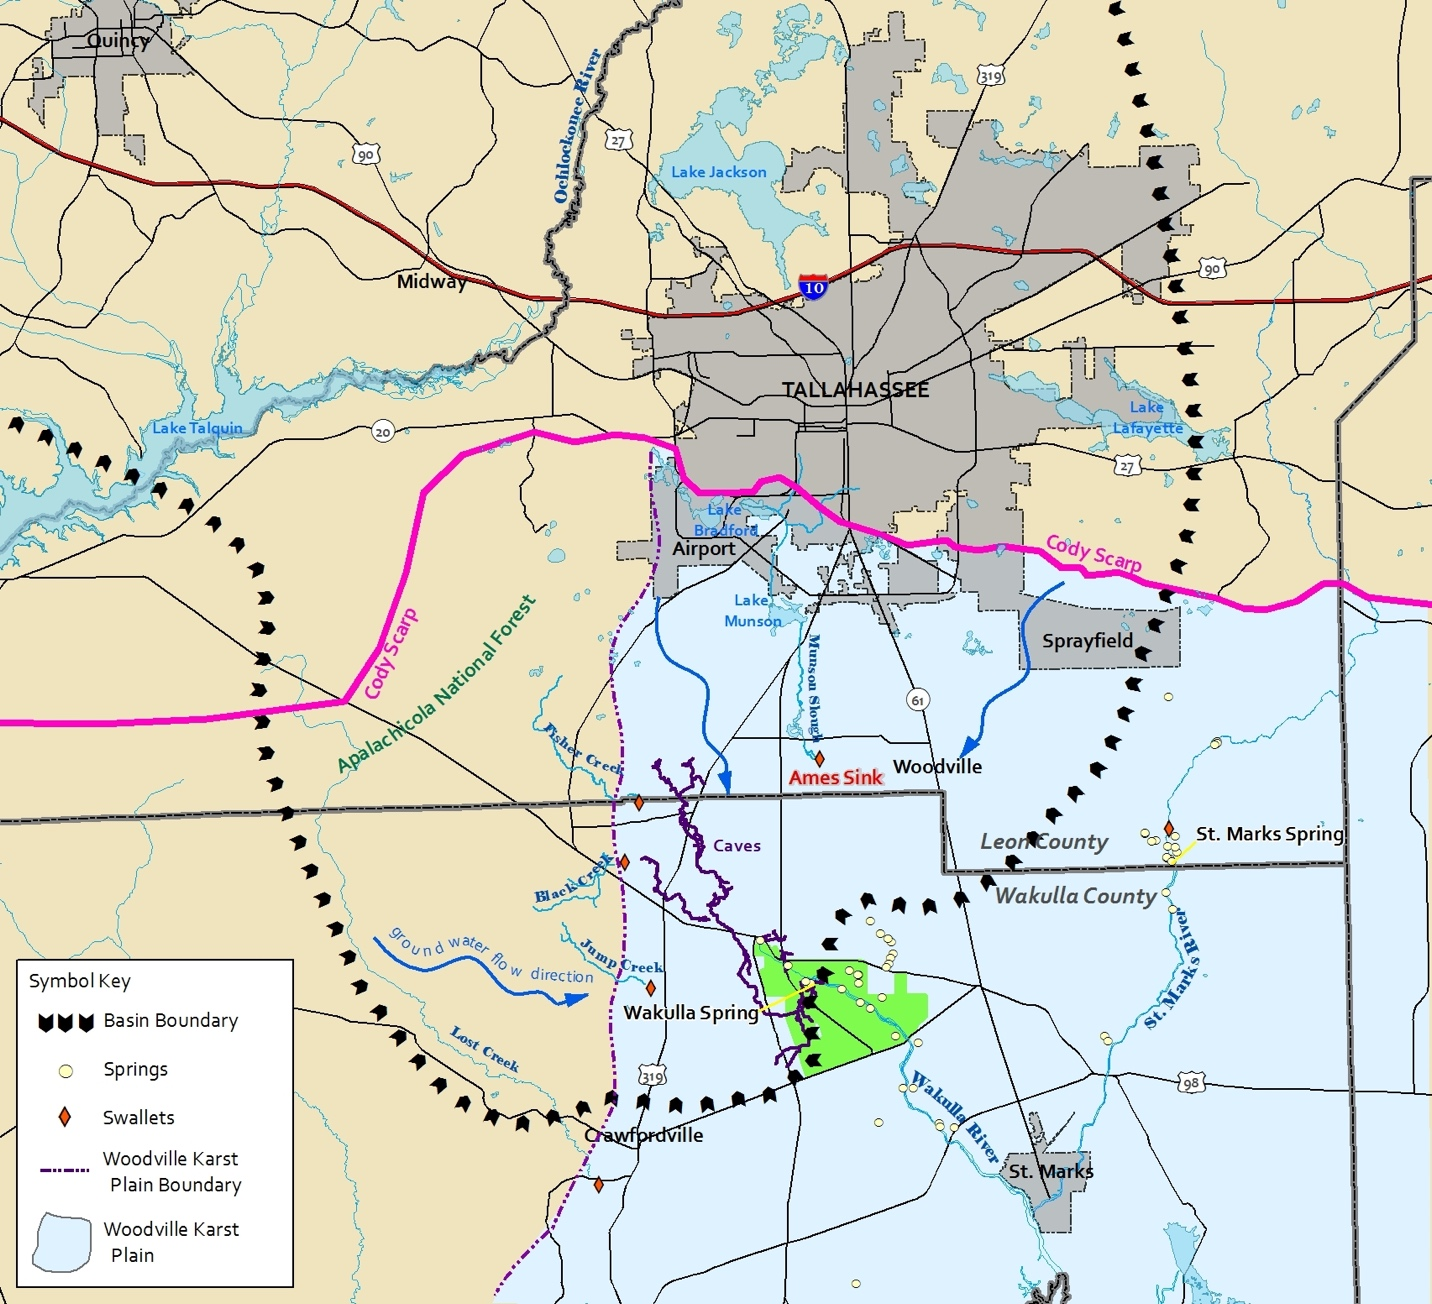 Quincy
319
Ochlockonee River
27
90
Lake Jackson
90
Midway
10
TALLAHASSEE
Lake
Lafayette
Lake Talquin
20
27
Lake
Bradford
Airport
Cody Scarp
Lake
Munson
Cody Scarp
Apalachicola National Forest
Sprayfield
Munson Slough
61
Fisher Creek
Ames Sink
Woodville
Caves
Leon County
St. Marks Spring
Black Creek
Wakulla County
ground water flow direction
Jump Creek
St. Marks River
Wakulla Spring
Lost Creek
319
98
Wakulla River
Crawfordville
St. Marks
Symbol Key
Basin Boundary
Springs
Swallets
Woodville Karst
Plain Boundary
Woodville Karst
Plain